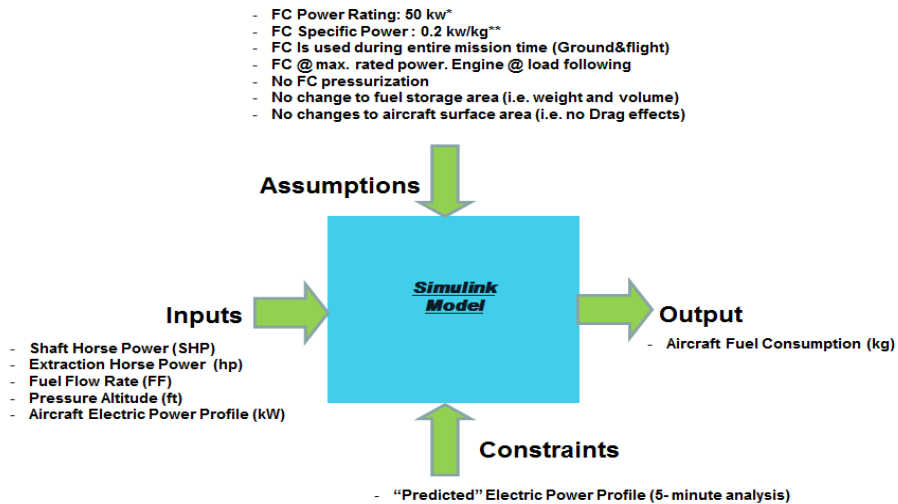 - FC Power Rating: 50 kw*
- FC Specific Power : 0.2 kw/kg**
- FC Is used during entire mission time (Ground&flight)
- FC @ max. rated power. Engine @ load following
- No FC pressurization
- No change to fuel storage area (i.e. weight and volume)
- No changes to aircraft surface area (i.e. no Drag effects)
Assumptions
Simulink
Model
Inputs
- Shaft Horse Power (SHP)
- Extraction Horse Power (hp)
- Fuel Flow Rate (FF)
- Pressure Altitude (ft)
- Aircraft Electric Power Profile (kW)
Output
- Aircraft Fuel Consumption (kg)
Constraints
- “Predicted” Electric Power Profile (5- minute analysis)